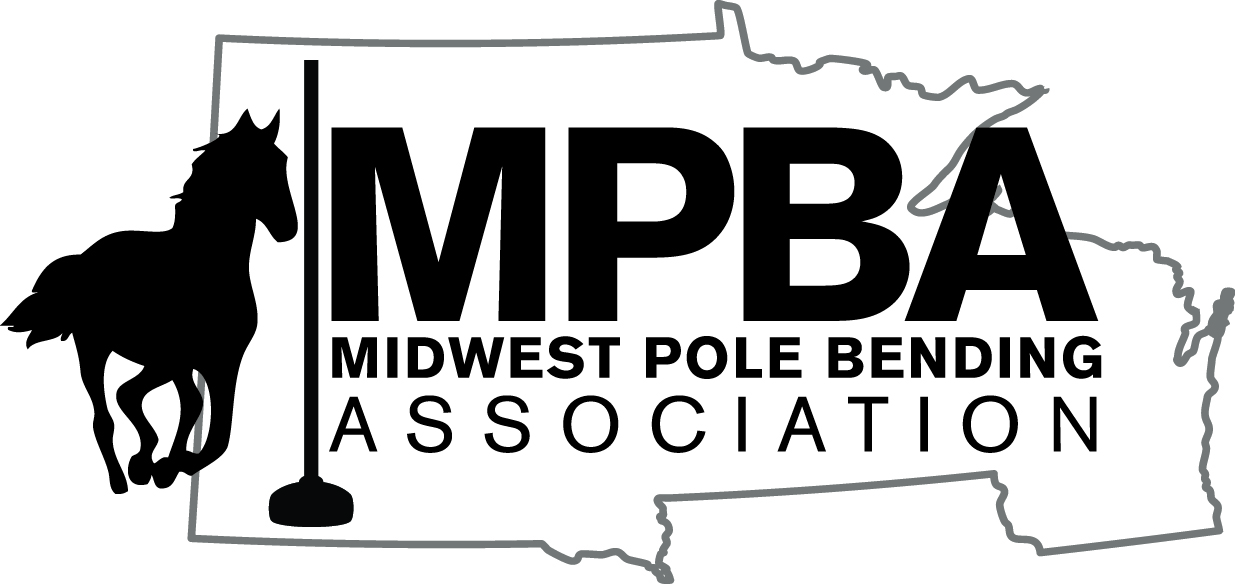 MPBA
MIDWEST POLE BENDING
ASSOCIATION